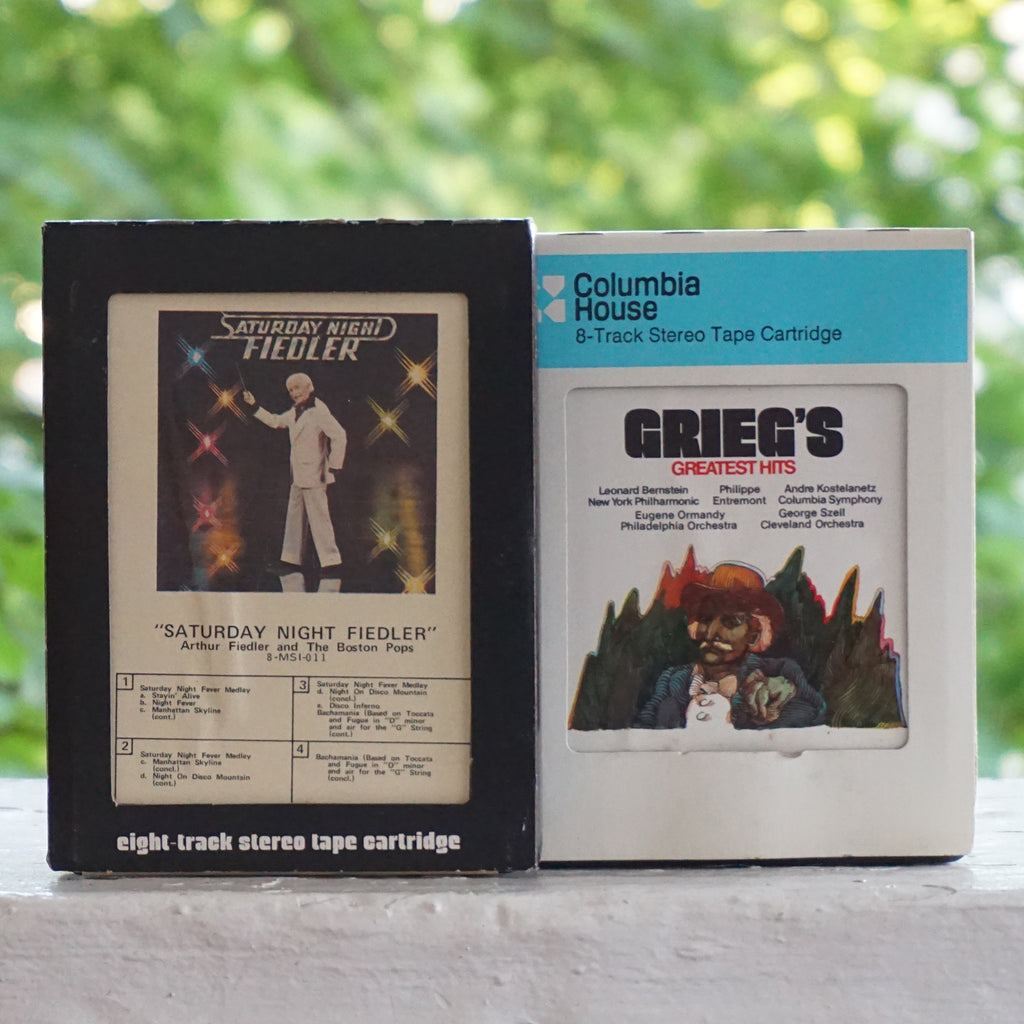 SATURDAY NIGHT
FIEDLER
"SATURDAY NIGHT FIEDLER"
Arthur Fiedler and The Boston Pops
8-MSI-011
1
Saturday Night Fever Medley
a. Stayin' Alive
b. Night Fever
c. Manhattan Skyline
(cont.)
2
Saturday Night Fever Medley
c. Manhattan Skyline
(concl.)
d. Night On Disco Mountain
(cont.)
3
Saturday Night Fever Medley
d. Night On Disco Mountain
(concl.)
e. Disco Inferno
Bachamania (Based on Toccata
and Fugue in "D" minor
and air for the "G" String
(cont.)
4
Bachamania (Based on Toccata
and Fugue in "D" minor
and air for the "G" String
(concl.)
eight-track stereo tape cartridge
Columbia
House
8-Track Stereo Tape Cartridge
GRIEG'S
GREATEST HITS
Leonard Bernstein
New York Philharmonic
Philippe
Entremont
Andre Kostelanetz
Columbia Symphony
Eugene Ormandy
Philadelphia Orchestra
George Szell
Cleveland Orchestra